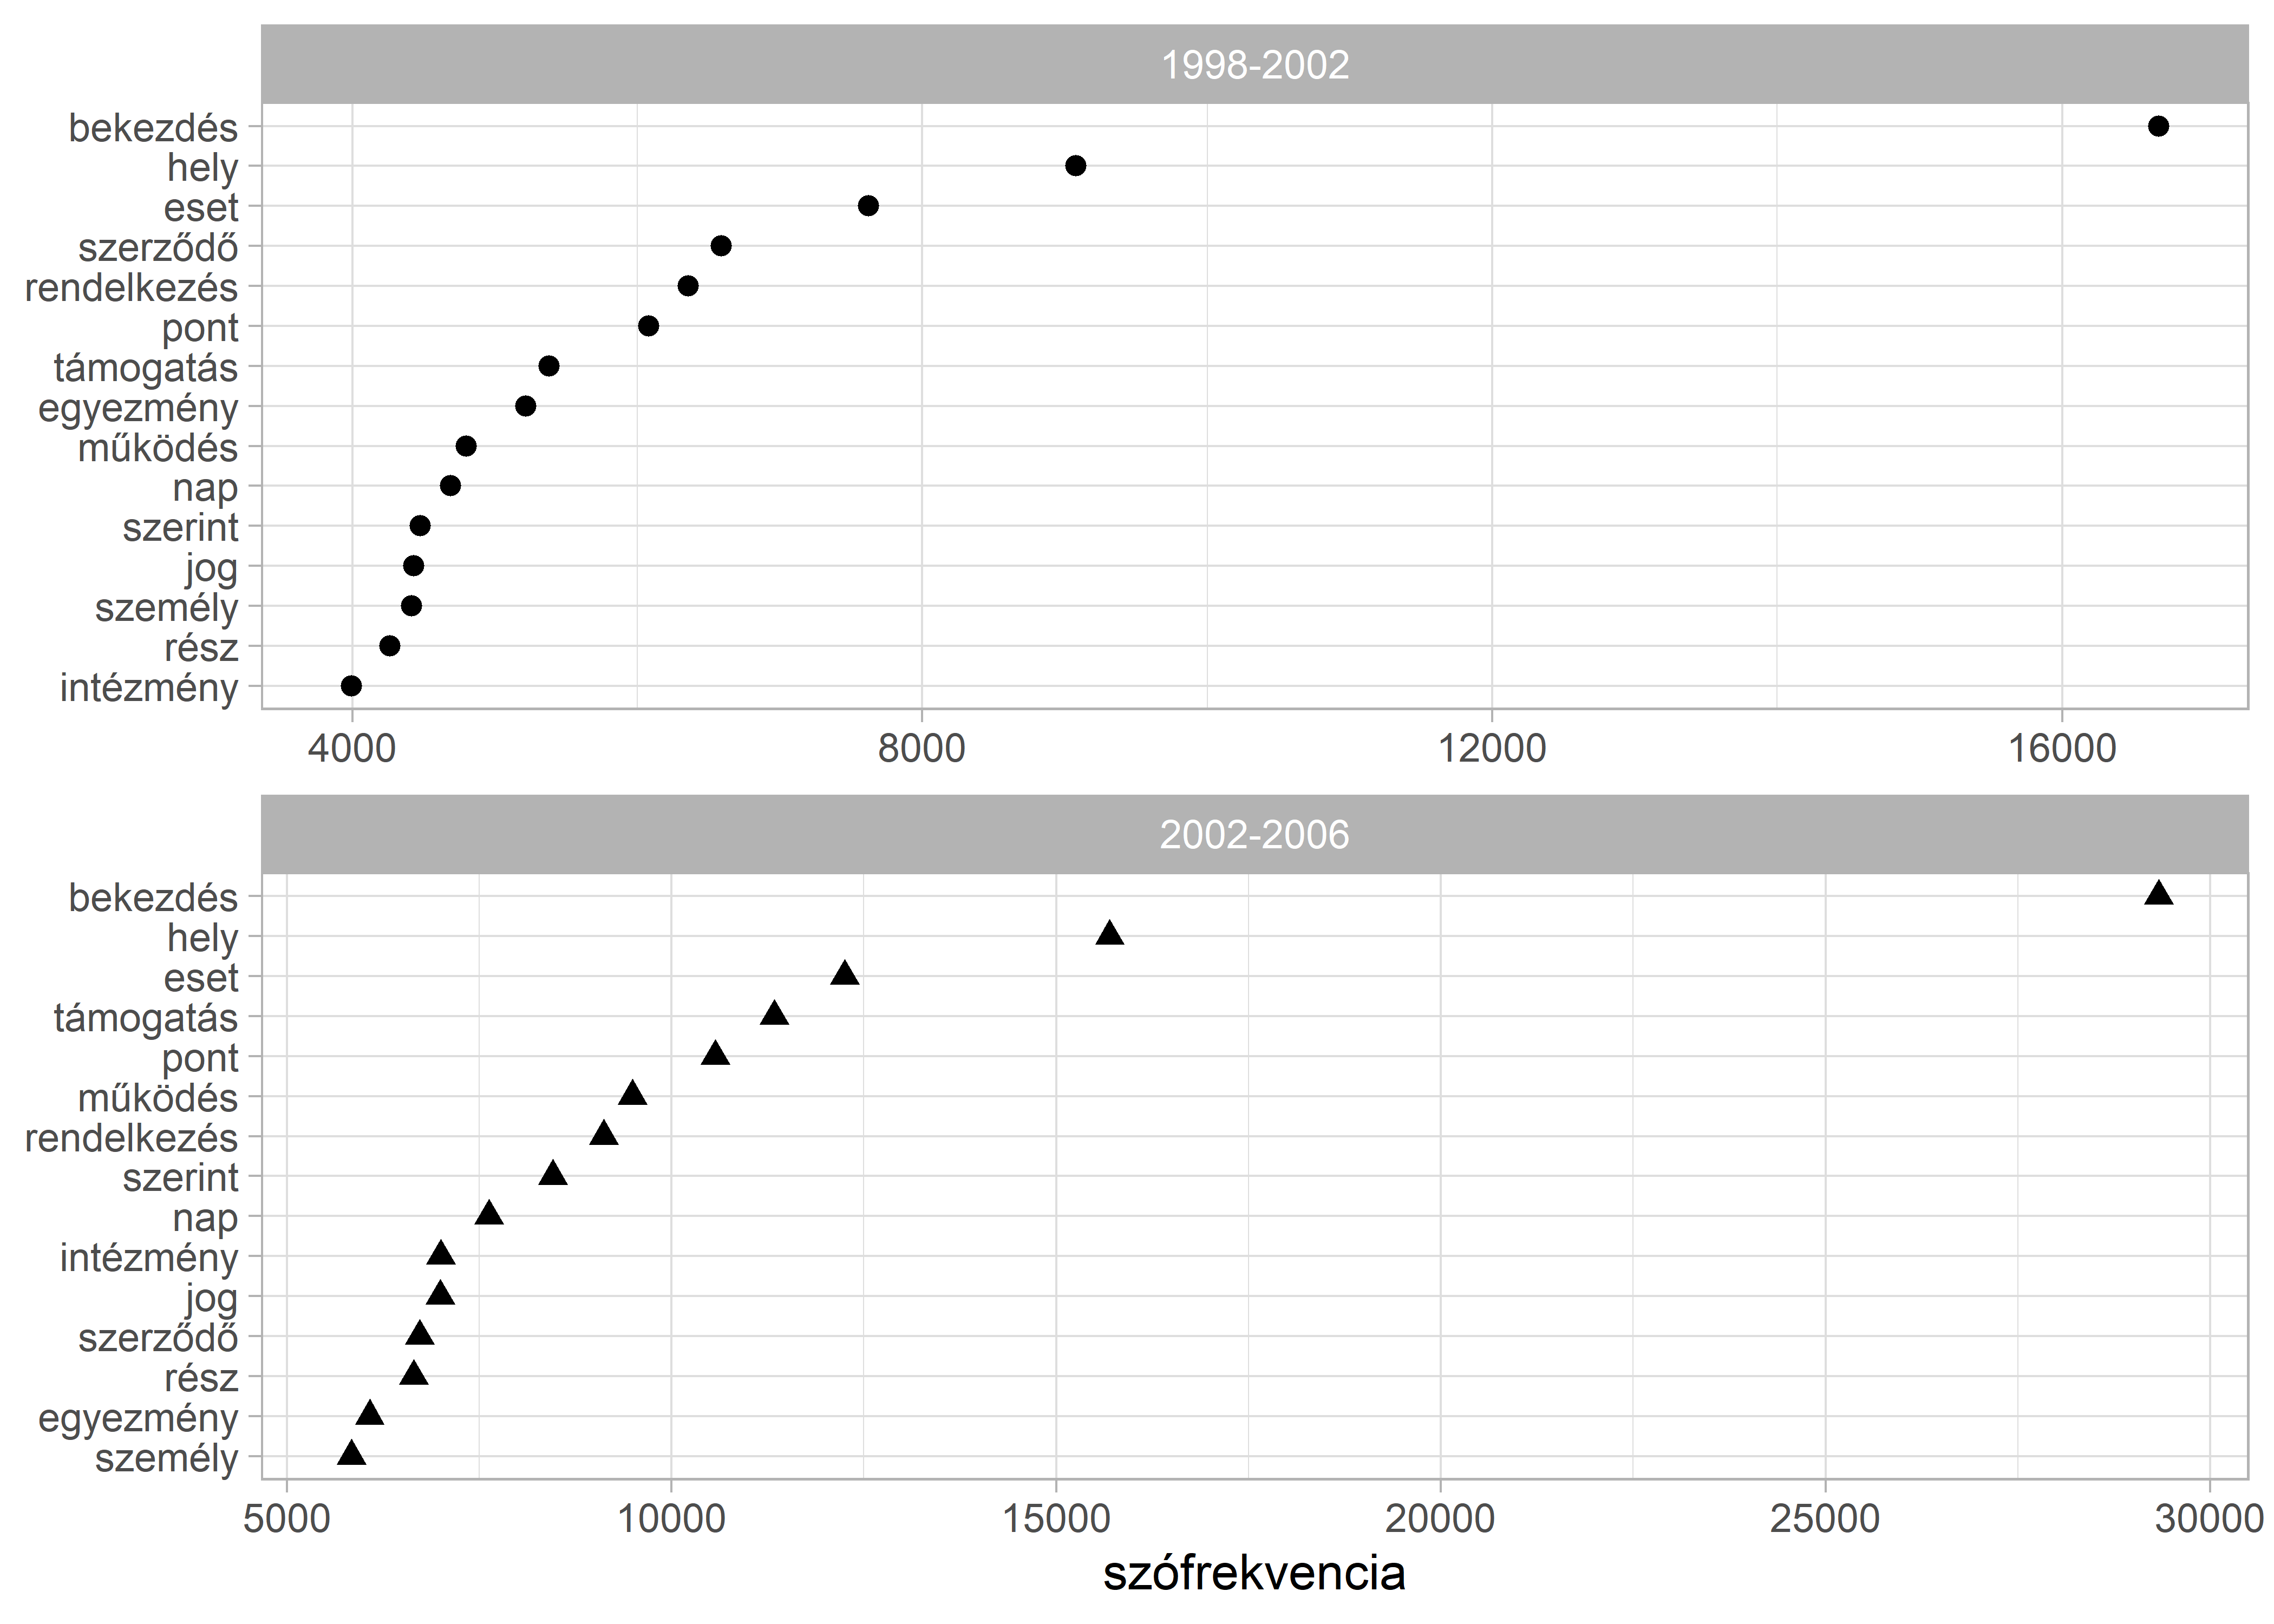 1998-2002
bekezdés
hely
eset
szerződő
rendelkezés
pont
támogatás
egyezmény
működés
nap
szerint
jog
személy
rész
intézmény
4000 8000 12000 16000
2002-2006
bekezdés
hely
eset
támogatás
pont
működés
rendelkezés
szerint
nap
intézmény
jog
szerződő
rész
egyezmény
személy
5000 10000 15000 20000 25000 30000
szófrekvencia